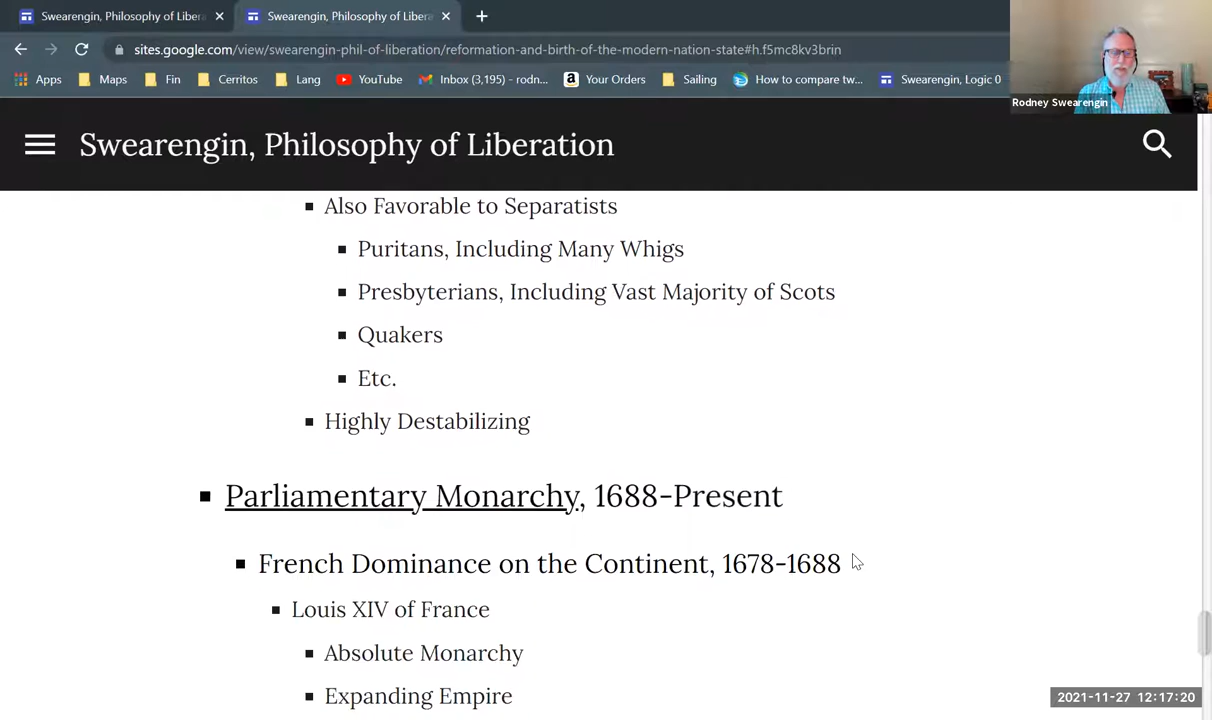 Swearengin, Philosophy of Liber
Swearengin, Philosophy of Libera
sites.google.com/view/swearengin-phil-of-liberation/reformation-and-birth-of-the-modern-nation-state#h.f5mc8kv3brin
Apps Maps Fin Cerritos Lang YouTube Inbox (3,195) - rodn... Your Orders Sailing How to compare tw... Swearengin, Logic 0
Rodney Swearengin
Swearengin, Philosophy of Liberation
Also Favorable to Separatists
Puritans, Including Many Whigs
Presbyterians, Including Vast Majority of Scots
Quakers
Etc.
Highly Destabilizing
Parliamentary Monarchy, 1688-Present
French Dominance on the Continent, 1678-1688
Louis XIV of France
Absolute Monarchy
Expanding Empire
2021-11-27 12:17:20